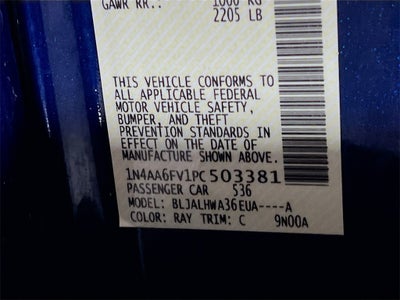 GAWR RR.: 1000 KG
2205 LB
THIS VEHICLE CONFORMS TO
ALL APPLICABLE FEDERAL
MOTOR VEHICLE SAFETY,
BUMPER, AND THEFT
PREVENTION STANDARDS IN
EFFECT ON THE DATE OF
MANUFACTURE SHOWN ABOVE.
1N4AA6FV1PC503381
PASSENGER CAR 536
MODEL: BLJALHWA36EUA----A
COLOR: RAY TRIM: C 9N00A